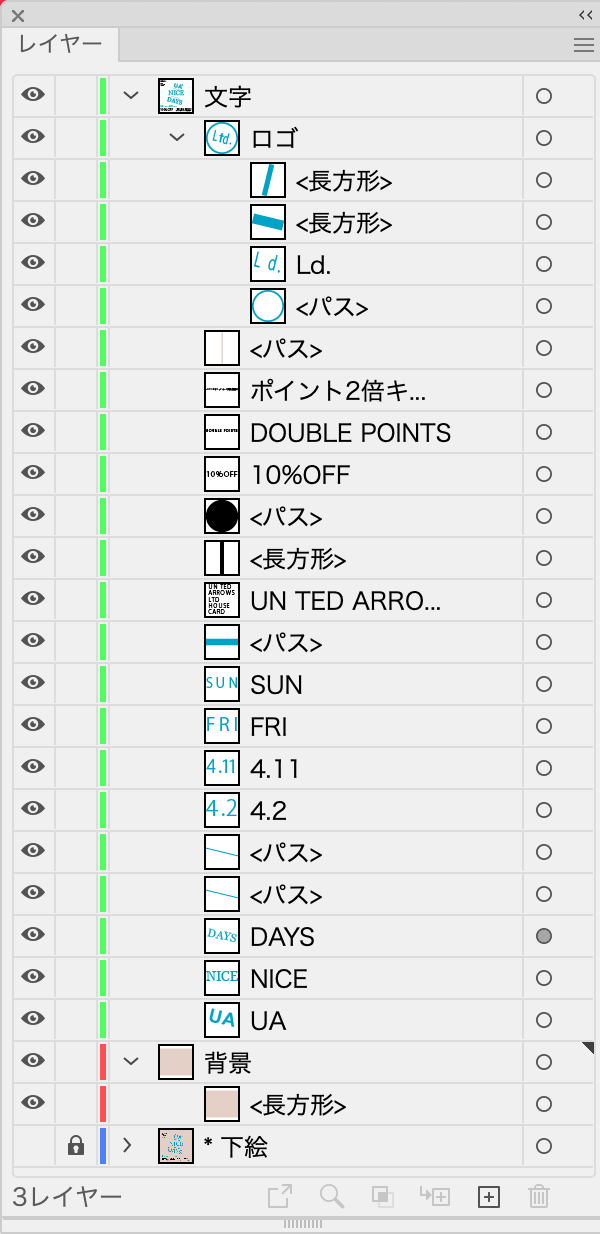 レイヤー
文字
ロゴ
<長方形>
<長方形>
Ld.
<パス>
<パス>
ポイント2倍キ...
DOUBLE POINTS
10%OFF
<パス>
<長方形>
UN TED ARRO...
<パス>
SUN
FRI
4.11
4.2
<パス>
<パス>
DAYS
NICE
UA
背景
<長方形>
* 下絵
3レイヤー